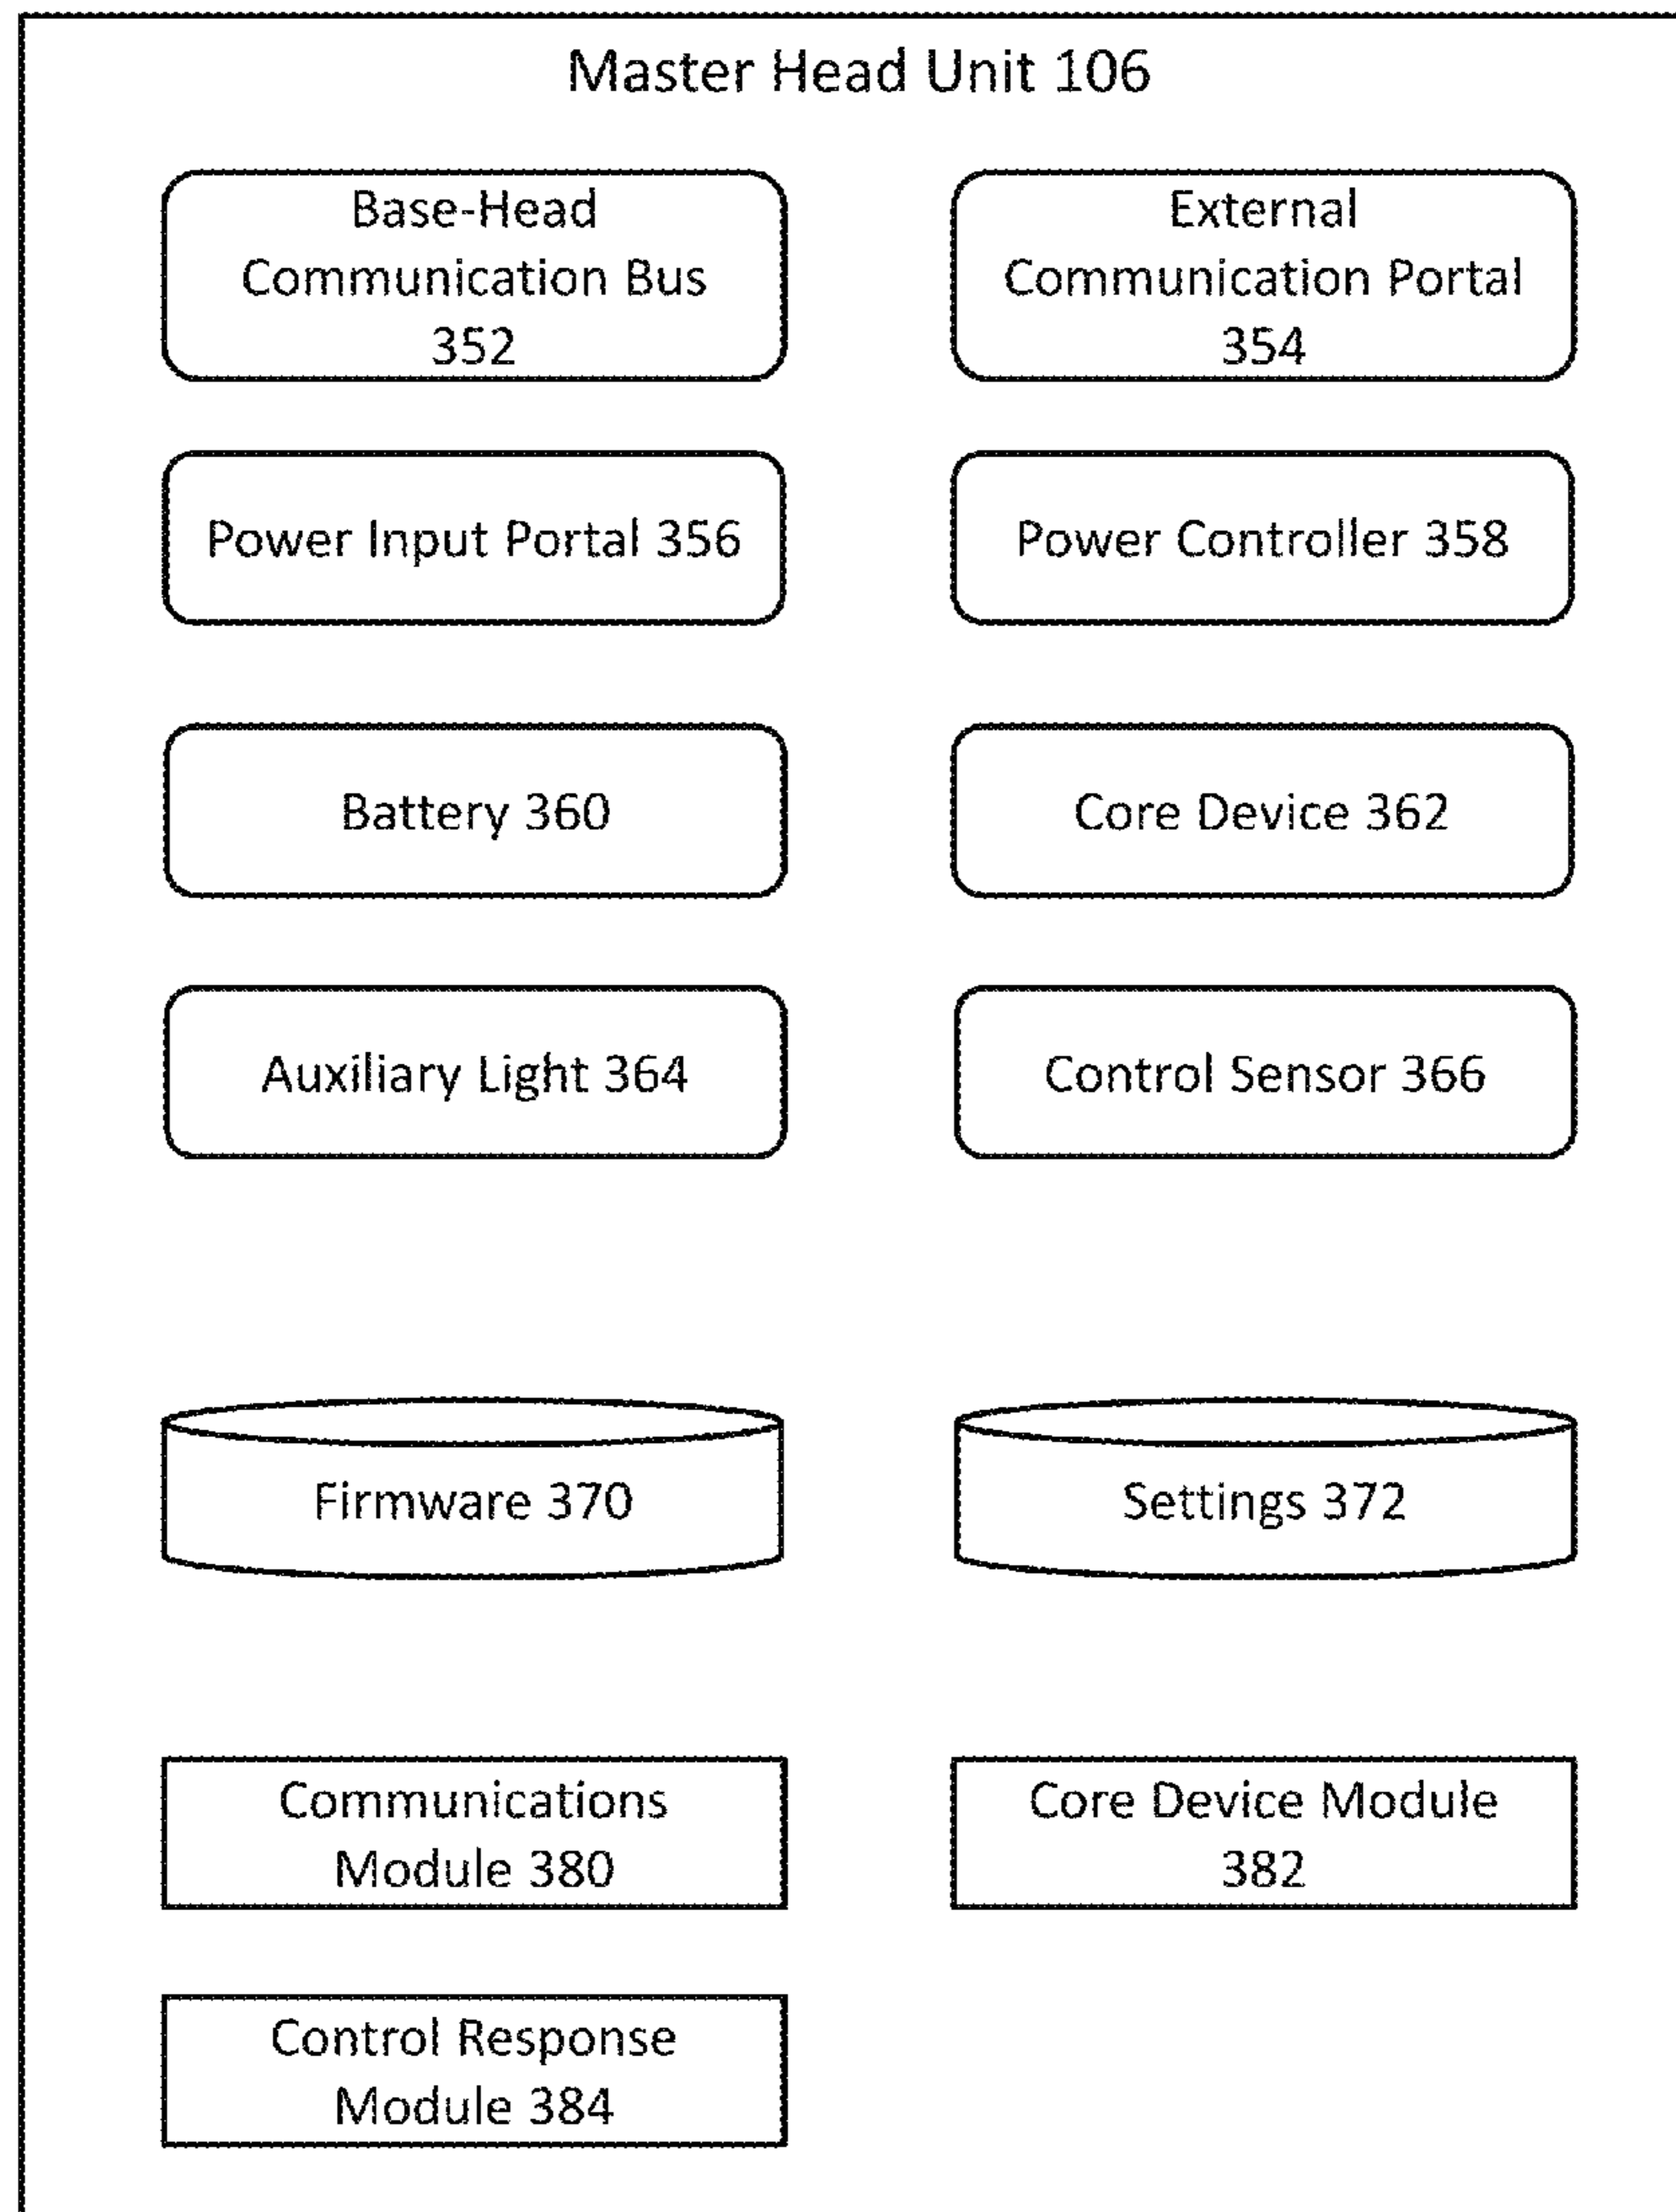 Master Head Unit 106
Base-Head
Communication Bus
352
External
Communication Portal
354
Power Input Portal 356
Power Controller 358
Battery 360
Core Device 362
Auxiliary Light 364
Control Sensor 366
Firmware 370
Settings 372
Communications
Module 380
Core Device Module
382
Control Response
Module 384